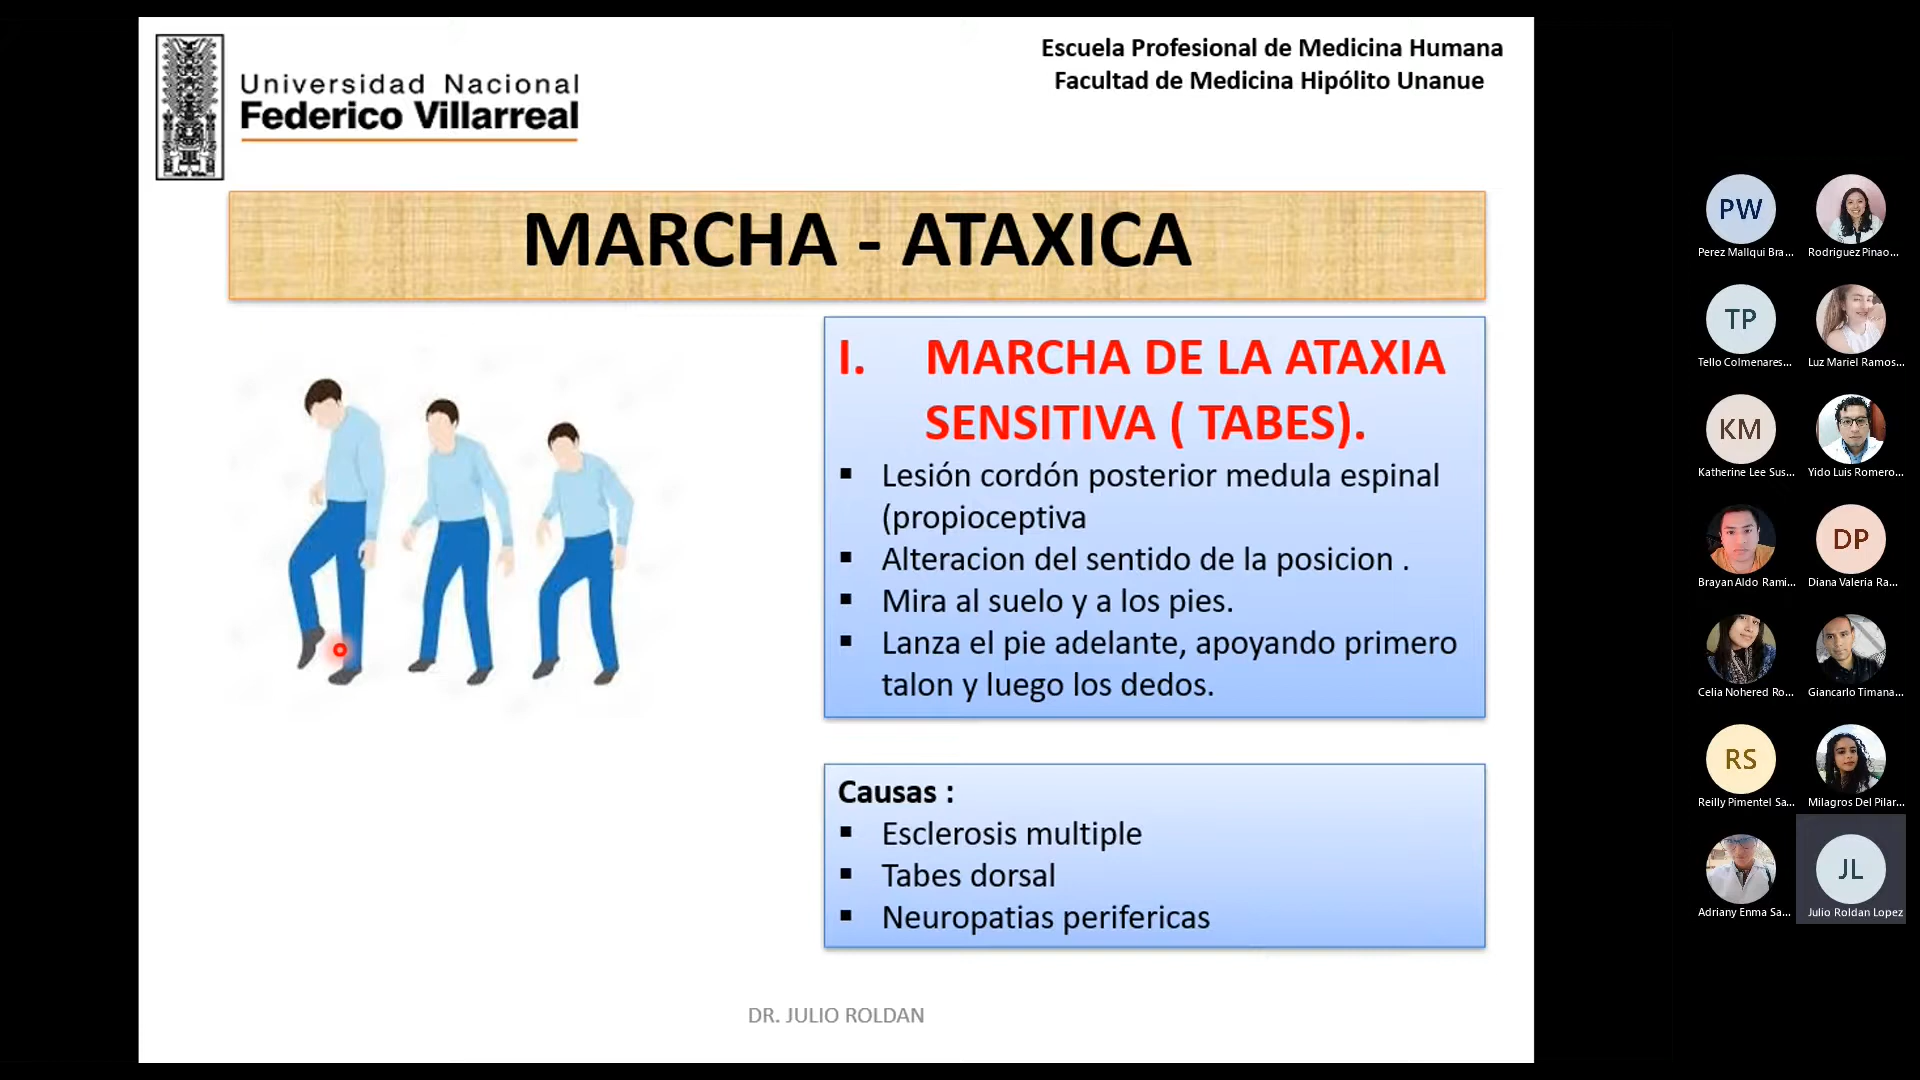 Universidad Nacional
Federico Villarreal
Escuela Profesional de Medicina Humana
Facultad de Medicina Hipólito Unanue
MARCHA - ATAXICA
I. MARCHA DE LA ATAXIA
SENSITIVA ( TABES).
▪ Lesión cordón posterior medula espinal
(propioceptiva
▪ Alteracion del sentido de la posicion .
▪ Mira al suelo y a los pies.
▪ Lanza el pie adelante, apoyando primero
talon y luego los dedos.
Causas :
▪ Esclerosis multiple
▪ Tabes dorsal
▪ Neuropatias perifericas
DR. JULIO ROLDAN
PW
Perez Mallqui Bra...
Rodriguez Pinao...
TP
Tello Colmenares...
Luz Mariel Ramos...
KM
Katherine Lee Sus...
Yido Luis Romero...
Brayan Aldo Rami...
DP
Diana Valeria Ra...
Celia Nohered Ro...
Giancarlo Timana...
RS
Reilly Pimentel Sa...
Milagros Del Pilar...
Adriany Enma Sa...
JL
Julio Roldan Lopez